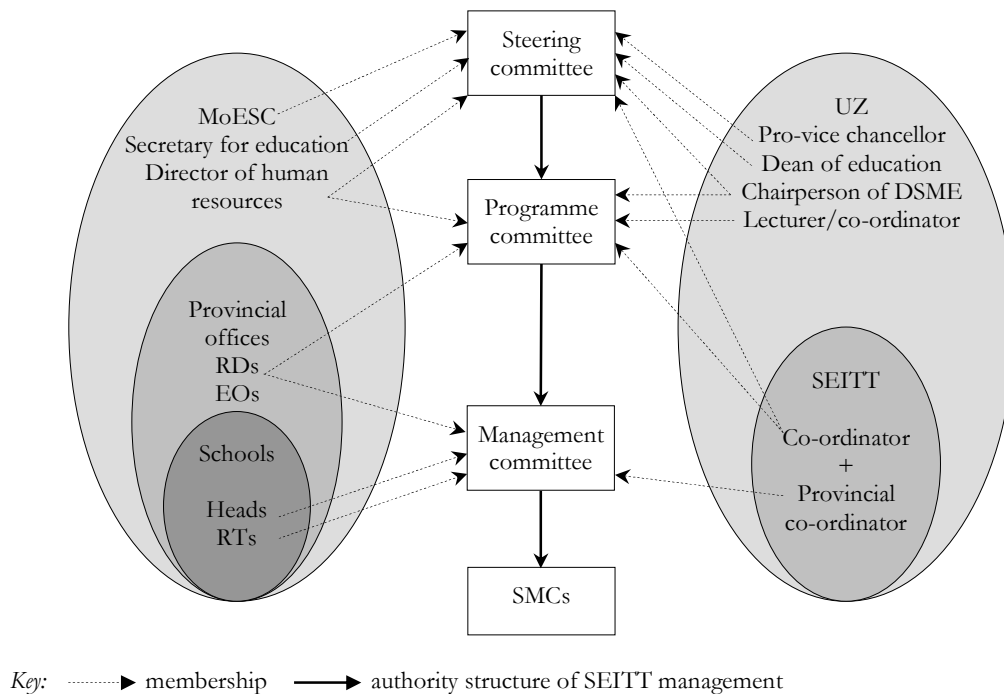 Steering
committee
MoESC
Secretary for education
Director of human
resources
UZ
Pro-vice chancellor
Dean of education
Chairperson of DSME
Lecturer/co-ordinator
Programme
committee
Provincial
offices
RDs
EOs
SEITT
Management
committee
Schools
Heads
RTs
Co-ordinator
+
Provincial
co-ordinator
SMCs
Key: membership authority structure of SEITT management